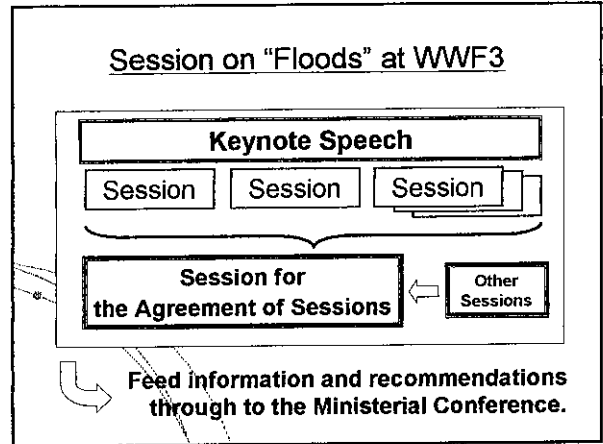 Session on "Floods" at WWF3
Keynote Speech
Session Session Session
Session for
the Agreement of Sessions
Other
Sessions
Feed information and recommendations
through to the Ministerial Conference.